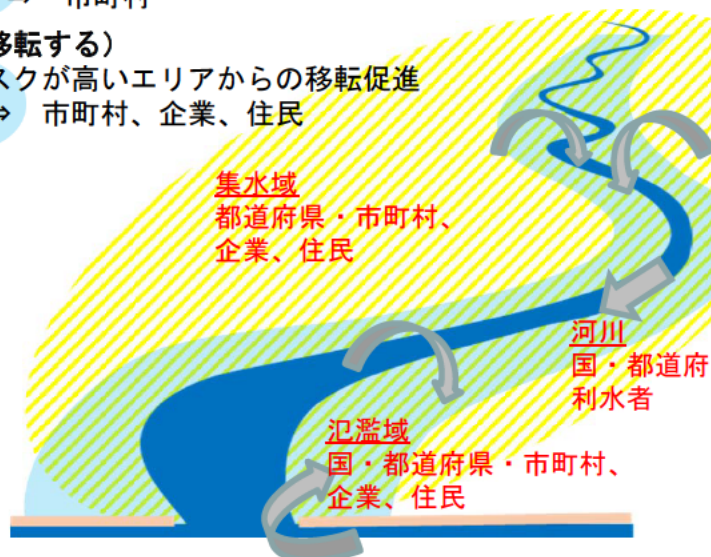 市町村
移転する）
スクが高いエリアからの移転促進
⇒ 市町村、企業、住民
集水域
都道府県・市町村、
企業、住民
河川
国・都道府
利水者
氾濫域
国・都道府県・市町村、
企業、住民